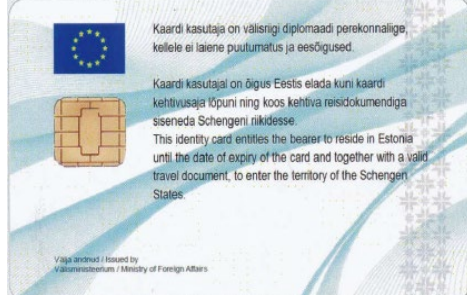 Kaardi kasutaja on välisriigi diplomaadi perekonnaliige,
kellele ei laiene puutumatus ja eesõigused.
Kaardi kasutajal on õigus Eestis elada kuni kaardi
kehtivusaja lõpuni ning koos kehtiva reisidokumendiga
siseneda Schengeni riikidesse.
This identity card entitles the bearer to reside in Estonia
until the date of expiry of the card and together with a valid
travel document, to enter the territory of the Schengen
States.
Välja andnud / Issued by
Välisministeerium / Ministry of Foreign Affairs